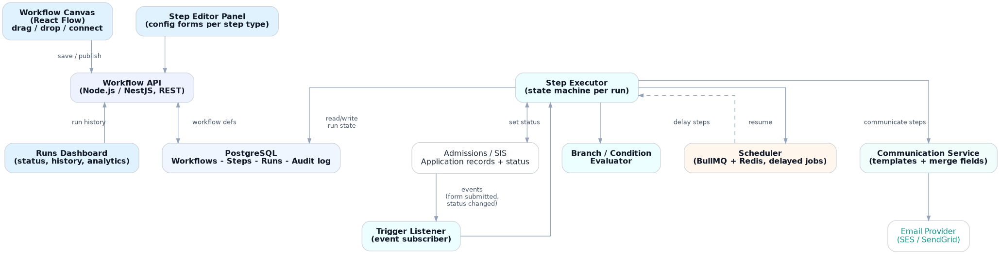 Workflow Canvas
(React Flow)
drag / drop / connect
Step Editor Panel
(config forms per step type)
save / publish
Workflow API
(Node.js / NestJS, REST)
Step Executor
(state machine per run)
run history
workflow defs
read/write
run state
set status
delay steps
resume
communicate steps
Runs Dashboard
(status, history, analytics)
PostgreSQL
Workflows - Steps - Runs - Audit log
Admissions / SIS
Application records + status
Branch / Condition
Evaluator
Scheduler
(BullMQ + Redis, delayed jobs)
Communication Service
(templates + merge fields)
events
(form submitted,
status changed)
Trigger Listener
(event subscriber)
Email Provider
(SES / SendGrid)